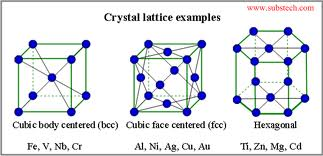 www.substech.com
Crystal lattice examples
Cubic body centered (bcc) Cubic face centered (fcc) Hexagonal
Fe, V, Nb, Cr Al, Ni, Ag, Cu, Au Ti, Zn, Mg, Cd